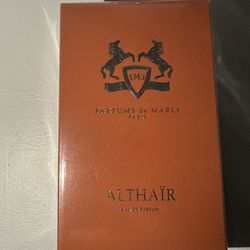 1743
PARFUMS de MARLY
PARIS
ALTHAÏR
EAU DE PARFUM